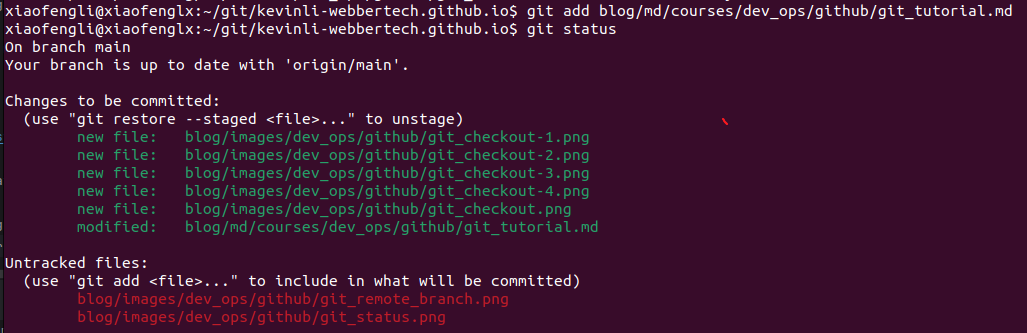 xiaofengli@xiaofenglx:~/git/kevinli-webbertech.github.io$ git add blog/md/courses/dev_ops/github/git_tutorial.md
xiaofengli@xiaofenglx:~/git/kevinli-webbertech.github.io$ git status
On branch main
Your branch is up to date with 'origin/main'.

Changes to be committed:
  (use "git restore --staged <file>..." to unstage)
        new file:   blog/images/dev_ops/github/git_checkout-1.png
        new file:   blog/images/dev_ops/github/git_checkout-2.png
        new file:   blog/images/dev_ops/github/git_checkout-3.png
        new file:   blog/images/dev_ops/github/git_checkout-4.png
        new file:   blog/images/dev_ops/github/git_checkout.png
        modified:   blog/md/courses/dev_ops/github/git_tutorial.md

Untracked files:
  (use "git add <file>..." to include in what will be committed)
        blog/images/dev_ops/github/git_remote_branch.png
        blog/images/dev_ops/github/git_status.png